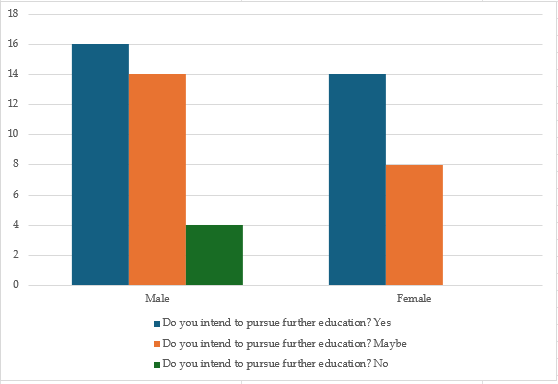 18
16
14
12
10
8
6
4
2
0
Male Female
Do you intend to pursue further education? Yes
Do you intend to pursue further education? Maybe
Do you intend to pursue further education? No